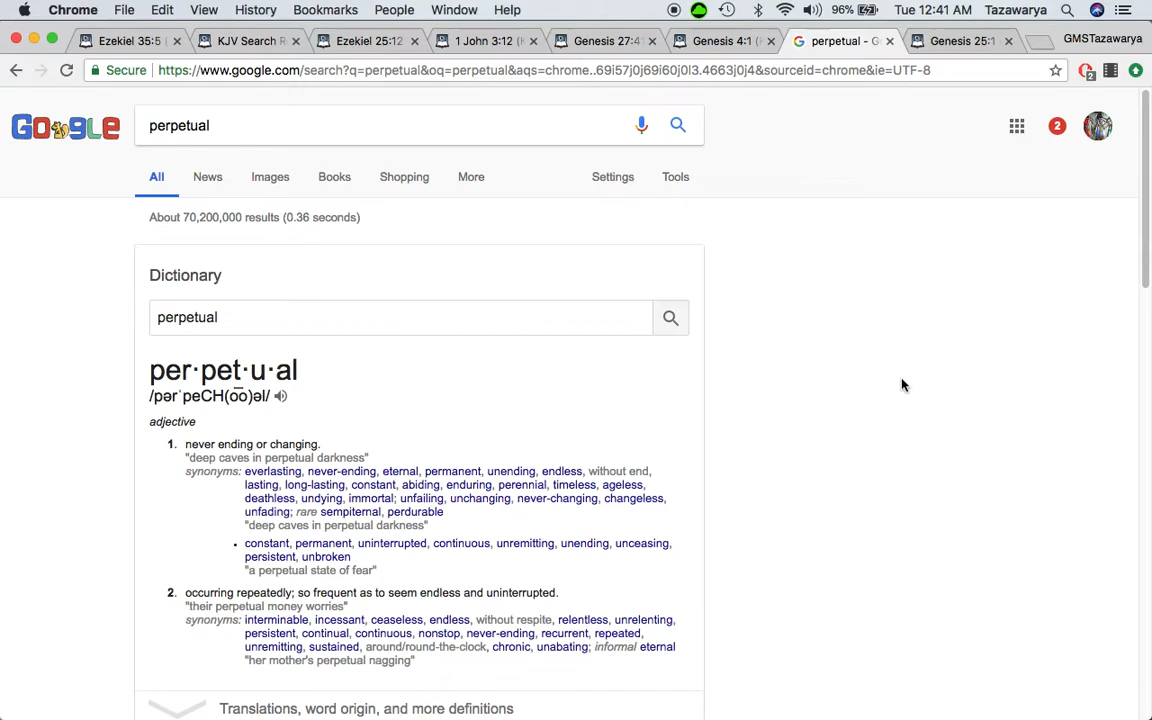 Chrome File Edit View History Bookmarks People Window Help 96% Tue 12:41 AM Tazawarya
Ezekiel 35:5 ( KJV Search Re Ezekiel 25:12 1 John 3:12 (K Genesis 27:41 Genesis 4:1 (K perpetual - Go Genesis 25:1 GMSTazawarya
Secure https://www.google.com/search?q=perpetual&oq=perpetual&aqs=chrome..69i57j0j69i60j0l3.4663j0j4&sourceid=chrome&ie=UTF-8 2
Google perpetual 2
All News Images Books Shopping More Settings Tools
About 70,200,000 results (0.36 seconds)
Dictionary
perpetual
per·pet·u·al
/pərˈpeCH(o͞o)əl/
adjective
1. never ending or changing.
"deep caves in perpetual darkness"
synonyms: everlasting, never-ending, eternal, permanent, unending, endless, without end,
lasting, long-lasting, constant, abiding, enduring, perennial, timeless, ageless,
deathless, undying, immortal; unfailing, unchanging, never-changing, changeless,
unfading; rare sempiternal, perdurable
"deep caves in perpetual darkness"
• constant, permanent, uninterrupted, continuous, unremitting, unending, unceasing,
persistent, unbroken
"a perpetual state of fear"
2. occurring repeatedly; so frequent as to seem endless and uninterrupted.
"their perpetual money worries"
synonyms: interminable, incessant, ceaseless, endless, without respite, relentless, unrelenting,
persistent, continual, continuous, nonstop, never-ending, recurrent, repeated,
unremitting, sustained, around/round-the-clock, chronic, unabating; informal eternal
"her mother's perpetual nagging"
Translations, word origin, and more definitions